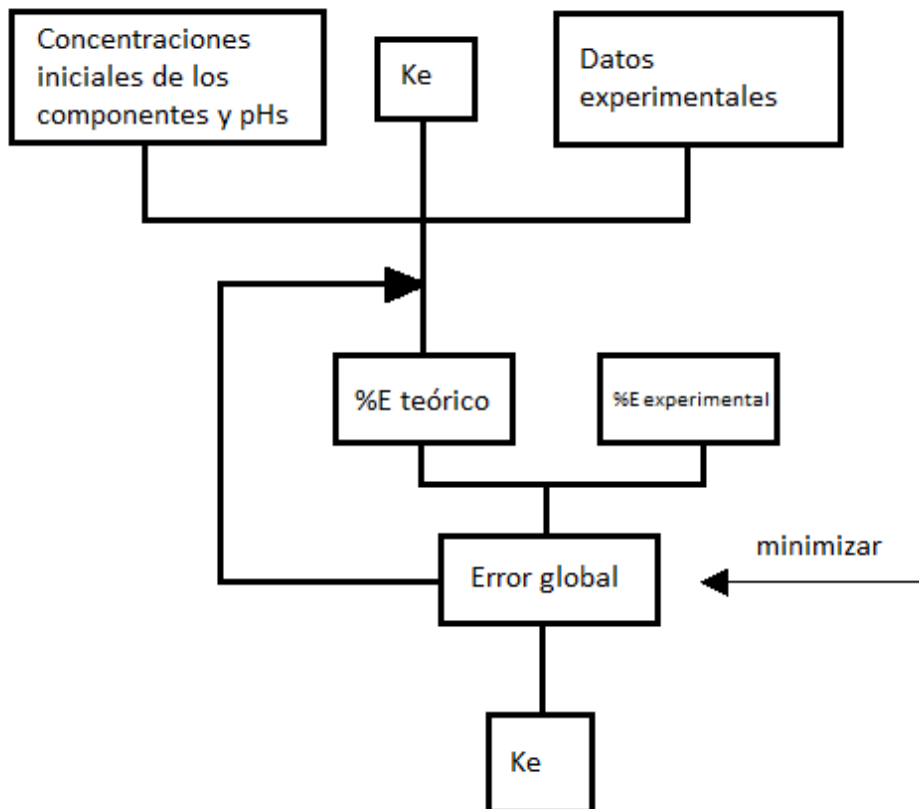 Concentraciones
iniciales de los
componentes y pHs
Ke
Datos
experimentales
%E teórico
%E experimental
minimizar
Error global
Ke